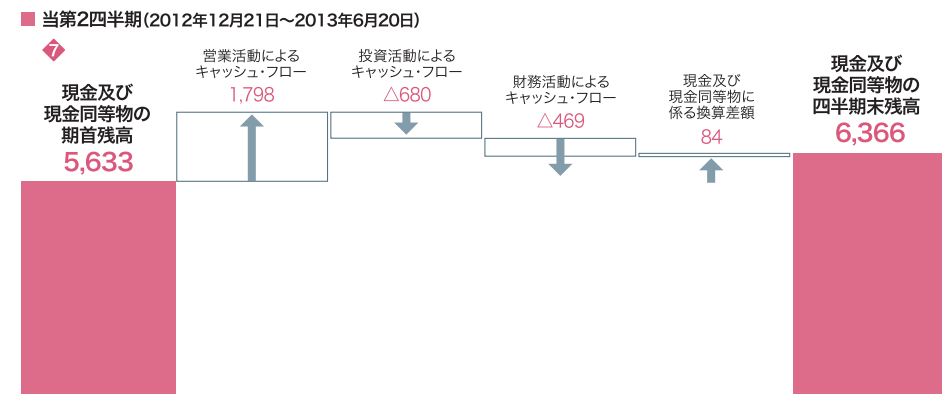 当第2四半期(2012年12月21日〜2013年6月20日)
7
現金及び
現金同等物の
期首残高
5,633
営業活動による
キャッシュ・フロー
1,798
投資活動による
キャッシュ・フロー
△680
財務活動による
キャッシュ・フロー
△469
現金及び
現金同等物に
係る換算差額
84
現金及び
現金同等物の
四半期末残高
6,366